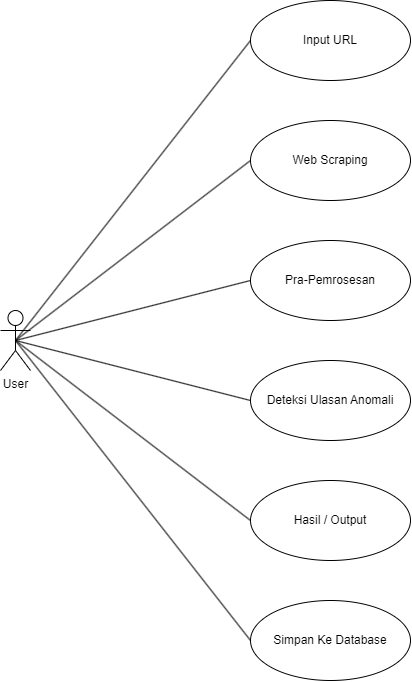 Input URL
Web Scraping
Pra-Pemrosesan
User
Deteksi Ulasan Anomali
Hasil / Output
Simpan Ke Database